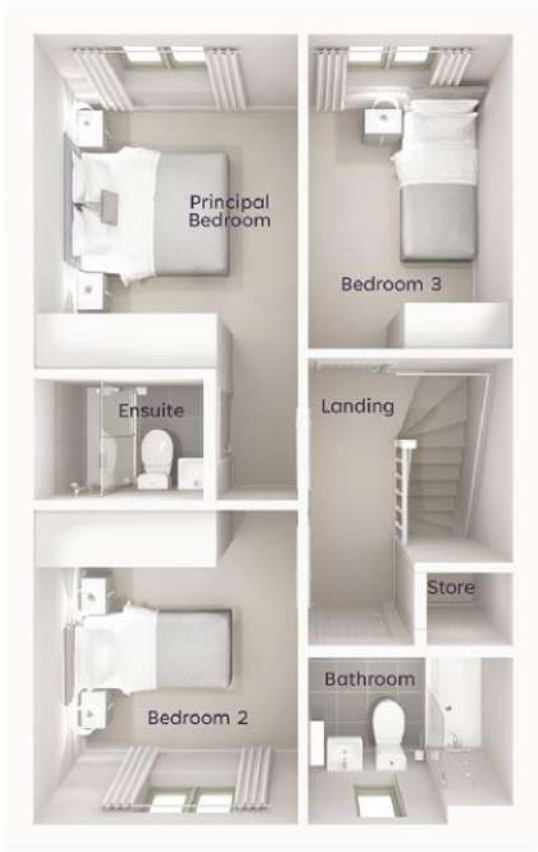 Principal
Bedroom
Bedroom 3
Ensuite
Landing
Store
Bathroom
Bedroom 2